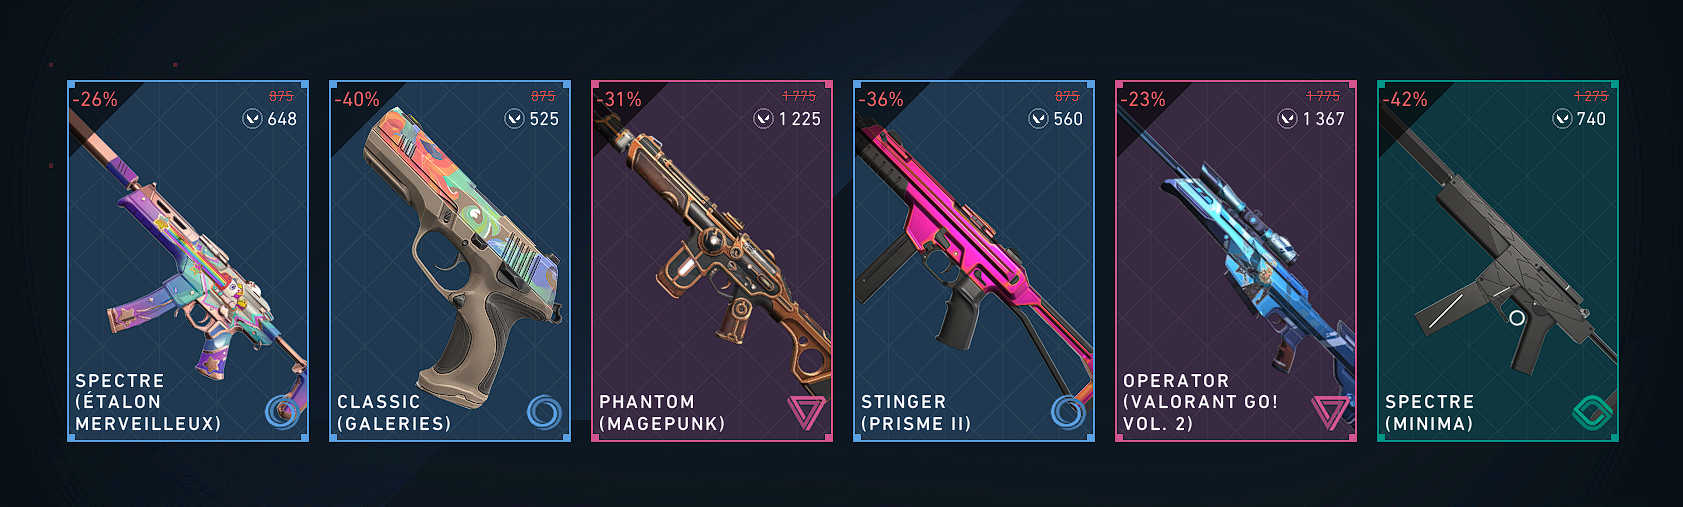 -26%
875
648
SPECTRE
(ÉTALON
MERVEILLEUX)
-40%
875
525
CLASSIC
(GALERIES)
-31%
1 775
1 225
PHANTOM
(MAGEPUNK)
-36%
875
560
STINGER
(PRISME II)
-23%
1 775
1 367
OPERATOR
(VALORANT GO!
VOL. 2)
-42%
1 275
740
SPECTRE
(MINIMA)